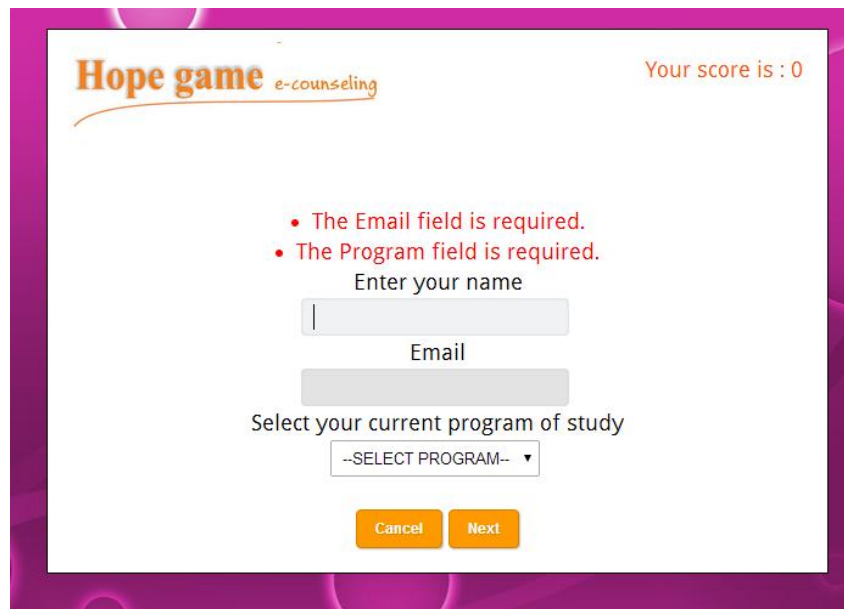 Hope game e-counseling
Your score is : 0
The Email field is required.
The Program field is required.
Enter your name
Email
Select your current program of study
--SELECT PROGRAM--
Cancel Next